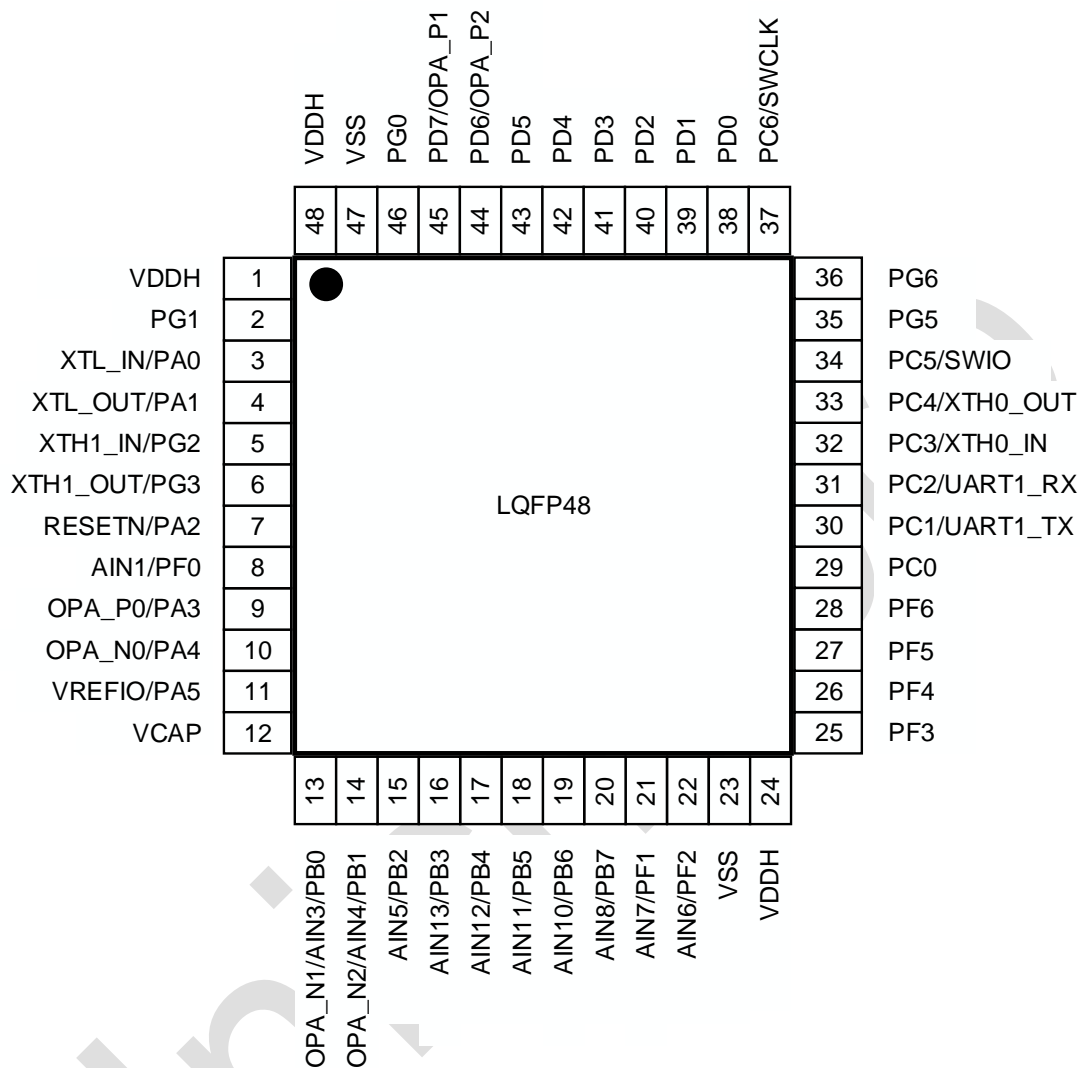 VDDH
VSS
PG0
PD7/OPA_P1
PD6/OPA_P2
PD5
PD4
PD3
PD2
PD1
PD0
PC6/SWCLK
48
47
46
45
44
43
42
41
40
39
38
37
VDDH 1
PG1 2
XTL_IN/PA0 3
XTL_OUT/PA1 4
XTH1_IN/PG2 5
XTH1_OUT/PG3 6
RESETN/PA2 7
AIN1/PF0 8
OPA_P0/PA3 9
OPA_N0/PA4 10
VREFIO/PA5 11
VCAP 12
LQFP48
36 PG6
35 PG5
34 PC5/SWIO
33 PC4/XTH0_OUT
32 PC3/XTH0_IN
31 PC2/UART1_RX
30 PC1/UART1_TX
29 PC0
28 PF6
27 PF5
26 PF4
25 PF3
13
14
15
16
17
18
19
20
21
22
23
24
OPA_N1/AIN3/PB0
OPA_N2/AIN4/PB1
AIN5/PB2
AIN13/PB3
AIN12/PB4
AIN11/PB5
AIN10/PB6
AIN8/PB7
AIN7/PF1
AIN6/PF2
VSS
VDDH